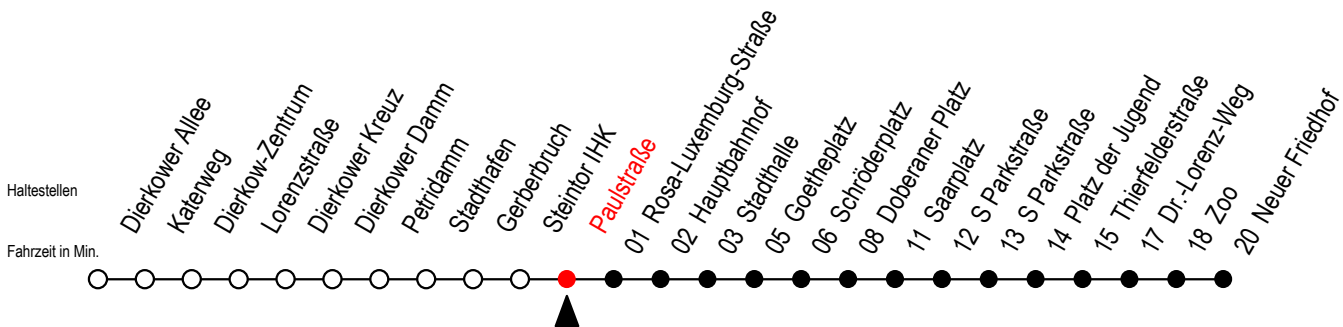 Haltestellen
Fahrzeit in Min.
Dierkower Allee
Katerweg
Dierkow-Zentrum
Lorenzstraße
Dierkower Kreuz
Dierkower Damm
Petridamm
Stadthafen
Gerberbruch
Steintor IHK
Paulstraße
01 Rosa-Luxemburg-Straße
02 Hauptbahnhof
03 Stadthalle
05 Goetheplatz
06 Schröderplatz
08 Doberaner Platz
11 Saarplatz
12 S Parkstraße
13 S Parkstraße
14 Platz der Jugend
15 Thierfelderstraße
17 Dr.-Lorenz-Weg
18 Zoo
20 Neuer Friedhof